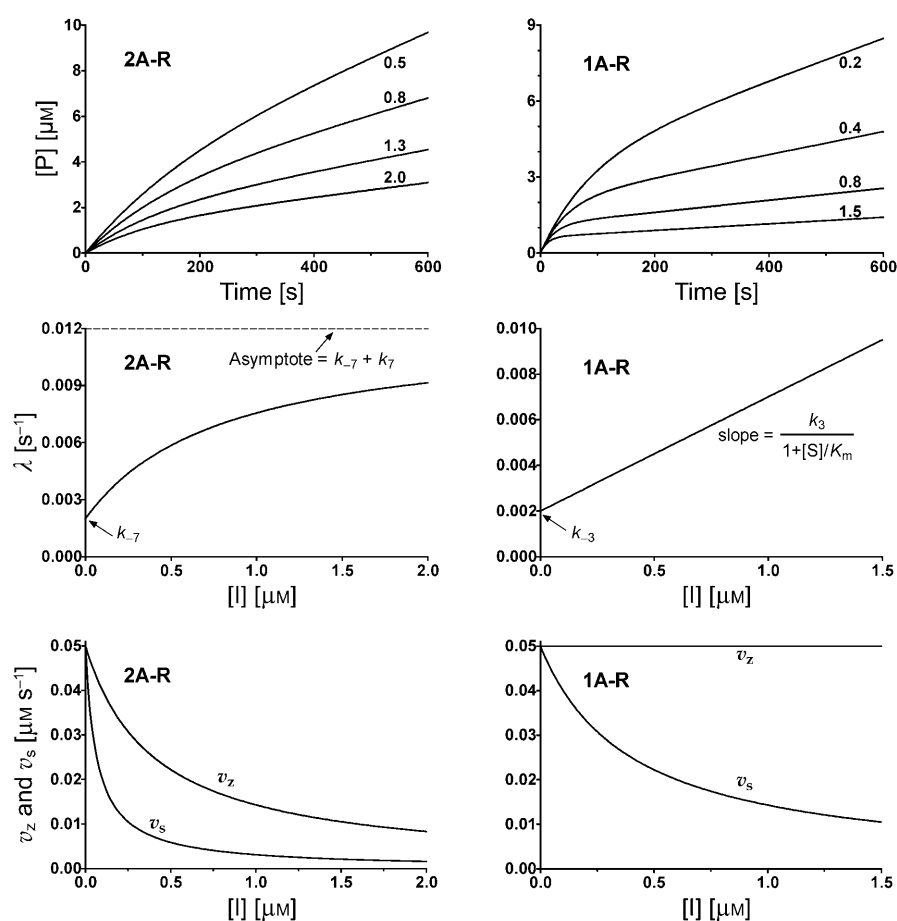 2A-R
[P] [μM]
10
8
6
4
2
0
0.5
0.8
1.3
2.0
0 200 400 600
Time [s]
1A-R
9
6
3
0
0.2
0.4
0.8
1.5
0 200 400 600
Time [s]
2A-R
λ [s⁻¹]
0.012
0.009
0.006
0.003
0.000
Asymptote = k₋₇ + k₇
k₋₇
0.0 0.5 1.0 1.5 2.0
[I] [μM]
1A-R
0.010
0.008
0.006
0.004
0.002
0.000
slope = k₃
1+[S]/Kₘ
k₋₃
0.0 0.5 1.0 1.5
[I] [μM]
2A-R
v_z and v_s [μM s⁻¹]
0.05
0.04
0.03
0.02
0.01
0.00
v_z
v_s
0.0 0.5 1.0 1.5 2.0
[I] [μM]
1A-R
0.05
0.04
0.03
0.02
0.01
0.00
v_z
v_s
0.0 0.5 1.0 1.5
[I] [μM]